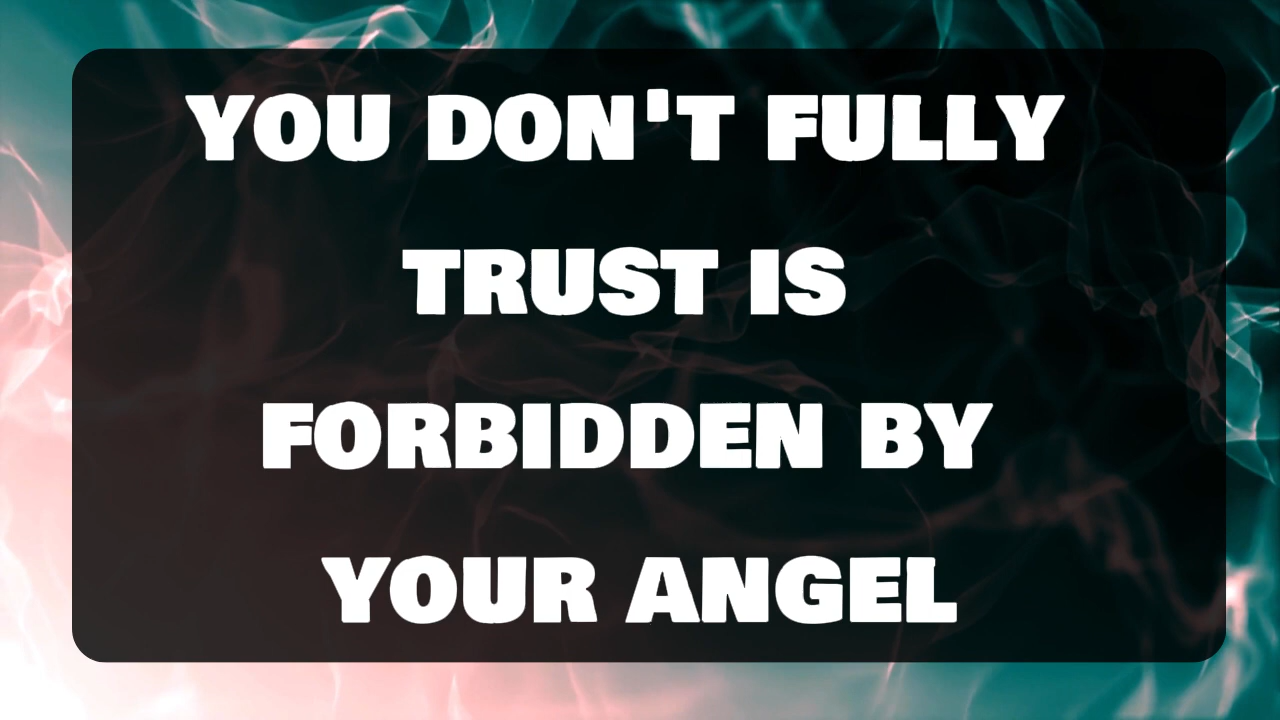 YOU DON'T FULLY
TRUST IS
FORBIDDEN BY
YOUR ANGEL